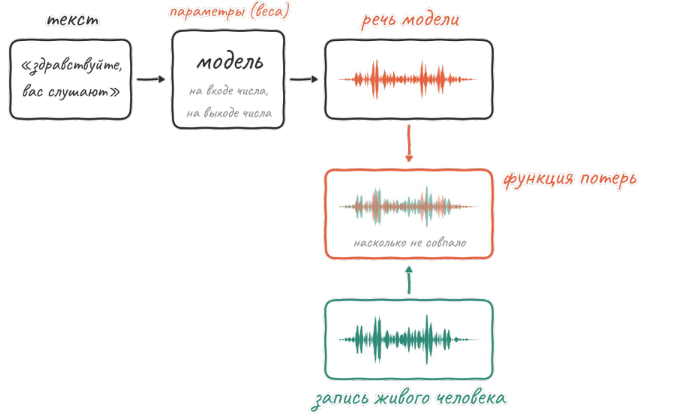 текст
параметры (веса)
речь модели
«здравствуйте,
вас слушают»
модель
на входе числа,
на выходе числа
функция потерь
насколько не совпало
запись живого человека